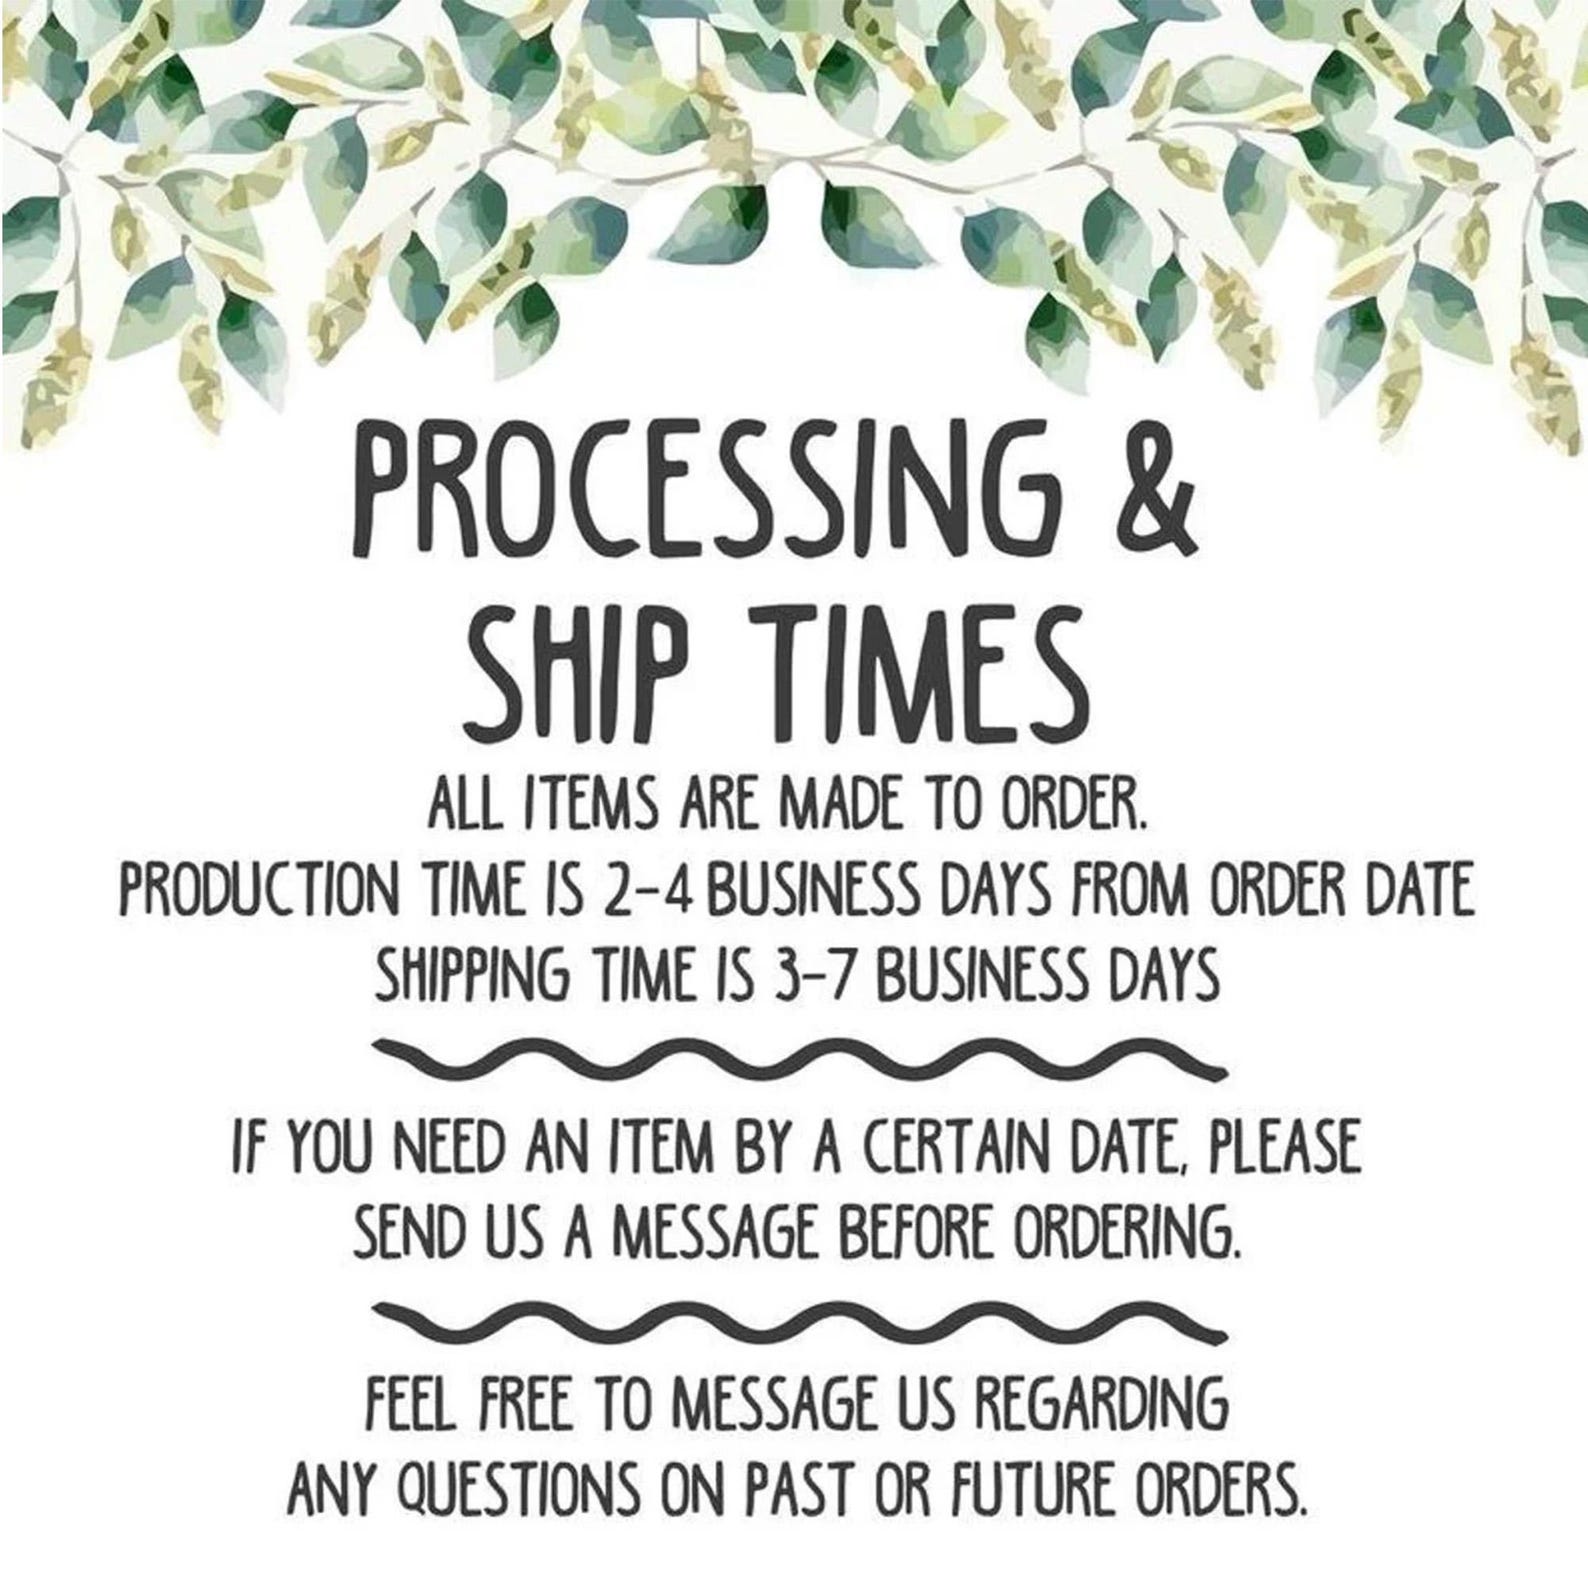 PROCESSING &
SHIP TIMES
ALL ITEMS ARE MADE TO ORDER.
PRODUCTION TIME IS 2-4 BUSINESS DAYS FROM ORDER DATE
SHIPPING TIME IS 3-7 BUSINESS DAYS
IF YOU NEED AN ITEM BY A CERTAIN DATE, PLEASE
SEND US A MESSAGE BEFORE ORDERING.
FEEL FREE TO MESSAGE US REGARDING
ANY QUESTIONS ON PAST OR FUTURE ORDERS.